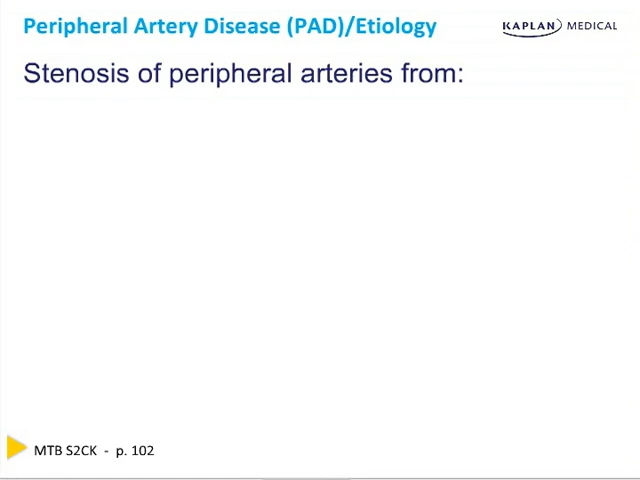 Peripheral Artery Disease (PAD)/Etiology
KAPLAN MEDICAL
Stenosis of peripheral arteries from:
MTB S2CK - p. 102